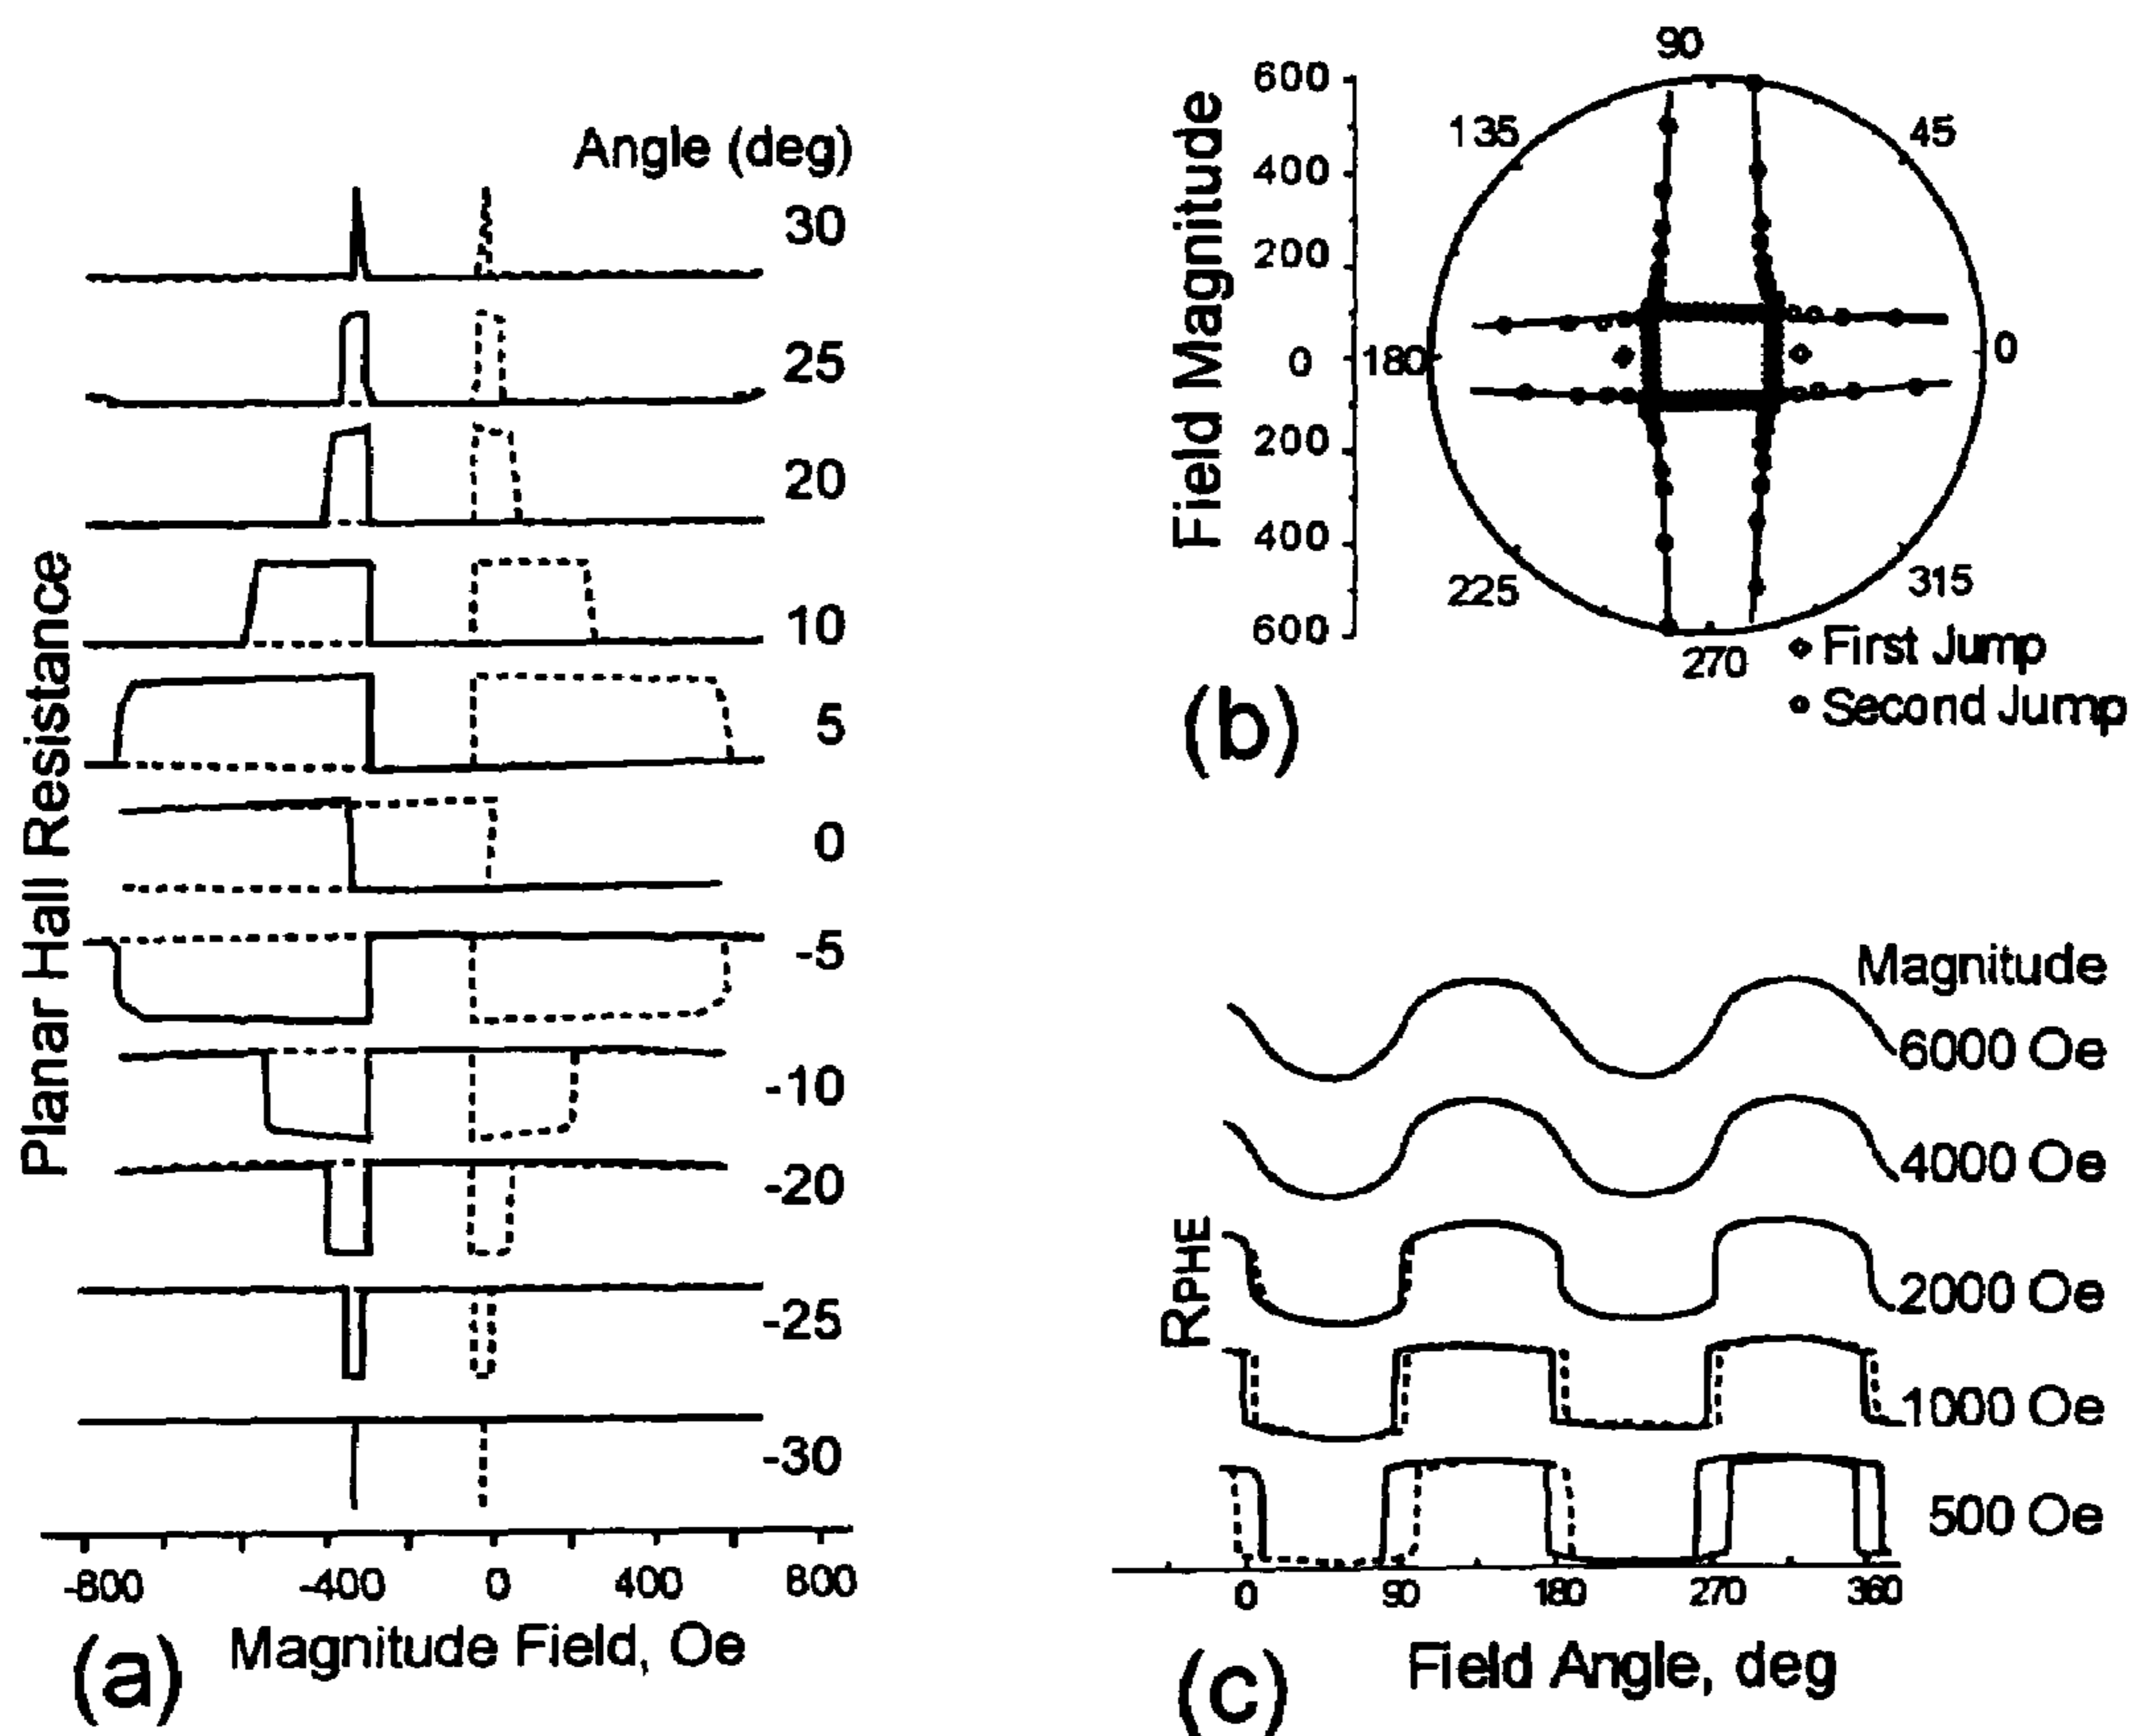 Angle (deg)
30
25
20
10
5
0
-5
-10
-20
-25
-30
Planar Hall Resistance
-800 -400 0 400 800
(a) Magnitude Field, Oe
90
600
400
200
0
200
400
600
Field Magnitude
135
45
180
0
225
315
270
First Jump
Second Jump
(b)
Magnitude
6000 Oe
4000 Oe
2000 Oe
1000 Oe
500 Oe
RPHE
0 90 180 270 360
(c) Field Angle, deg